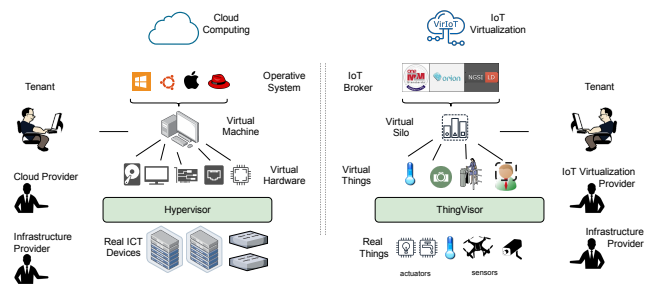 Cloud
Computing
VirIoT
IoT
Virtualization
Tenant
Operative
System
IoT
Broker
one
M2M
orion
NGSI LD
Tenant
Virtual
Machine
Virtual
Silo
Cloud Provider
Virtual
Hardware
Virtual
Things
IoT Virtualization
Provider
Hypervisor
ThingVisor
Infrastructure
Provider
Real ICT
Devices
Real
Things
actuators
sensors
Infrastructure
Provider